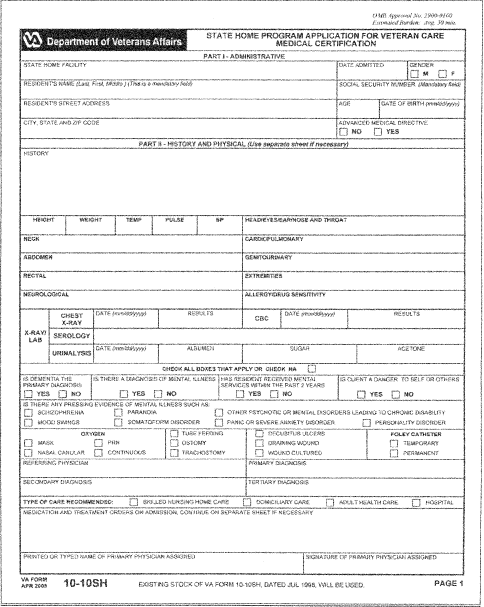 OMB Approval No. 2900-0160
Estimated Burden: Avg. 30 min.
VA Department of Veterans Affairs
STATE HOME PROGRAM APPLICATION FOR VETERAN CARE
MEDICAL CERTIFICATION
PART I - ADMINISTRATIVE
STATE HOME FACILITY DATE ADMITTED GENDER
M F
RESIDENT'S NAME (Last, First, Middle) (This is a mandatory field) SOCIAL SECURITY NUMBER (Mandatory field)
RESIDENT'S STREET ADDRESS AGE DATE OF BIRTH (mm/dd/yyyy)
CITY, STATE AND ZIP CODE ADVANCED MEDICAL DIRECTIVE
NO YES
PART II - HISTORY AND PHYSICAL (Use separate sheet if necessary)
HISTORY
HEIGHT WEIGHT TEMP PULSE BP HEAD/EYES/EAR/NOSE AND THROAT
NECK CARDIOPULMONARY
ABDOMEN GENITOURINARY
RECTAL EXTREMITIES
NEUROLOGICAL ALLERGY/DRUG SENSITIVITY
X-RAY/ LAB
CHEST X-RAY DATE (mm/dd/yyyy) RESULTS CBC DATE (mm/dd/yyyy) RESULTS
SEROLOGY
URINALYSIS DATE (mm/dd/yyyy) ALBUMEN SUGAR ACETONE
CHECK ALL BOXES THAT APPLY OR CHECK NA
IS DEMENTIA THE PRIMARY DIAGNOSIS IS THERE A DIAGNOSIS OF MENTAL ILLNESS HAS RESIDENT RECEIVED MENTAL SERVICES WITHIN THE PAST 2 YEARS IS CLIENT A DANGER TO SELF OR OTHERS
YES NO YES NO YES NO YES NO
IS THERE ANY PRESSING EVIDENCE OF MENTAL ILLNESS SUCH AS:
SCHIZOPHRENIA PARANOIA OTHER PSYCHOTIC OR MENTAL DISORDERS LEADING TO CHRONIC DISABILITY
MOOD SWINGS SOMATOFORM DISORDER PANIC OR SEVERE ANXIETY DISORDER PERSONALITY DISORDER
OXYGEN TUBE FEEDING DECUBITUS ULCERS FOLEY CATHETER
MASK PRN OSTOMY DRAINING WOUND TEMPORARY
NASAL CANULAR CONTINUOUS TRACHOSTOMY WOUND CULTURED PERMANENT
REFERRING PHYSICIAN PRIMARY DIAGNOSIS
SECONDARY DIAGNOSIS TERTIARY DIAGNOSIS
TYPE OF CARE RECOMMENDED: SKILLED NURSING HOME CARE DOMICILIARY CARE ADULT HEALTH CARE HOSPITAL
MEDICATION AND TREATMENT ORDERS OR ADMISSION, CONTINUE ON SEPARATE SHEET IF NECESSARY
PRINTED OR TYPED NAME OF PRIMARY PHYSICIAN ASSIGNED SIGNATURE OF PRIMARY PHYSICIAN ASSIGNED
VA FORM
APR 2005 10-10SH EXISTING STOCK OF VA FORM 10-10SH, DATED JUL 1998, WILL BE USED. PAGE 1